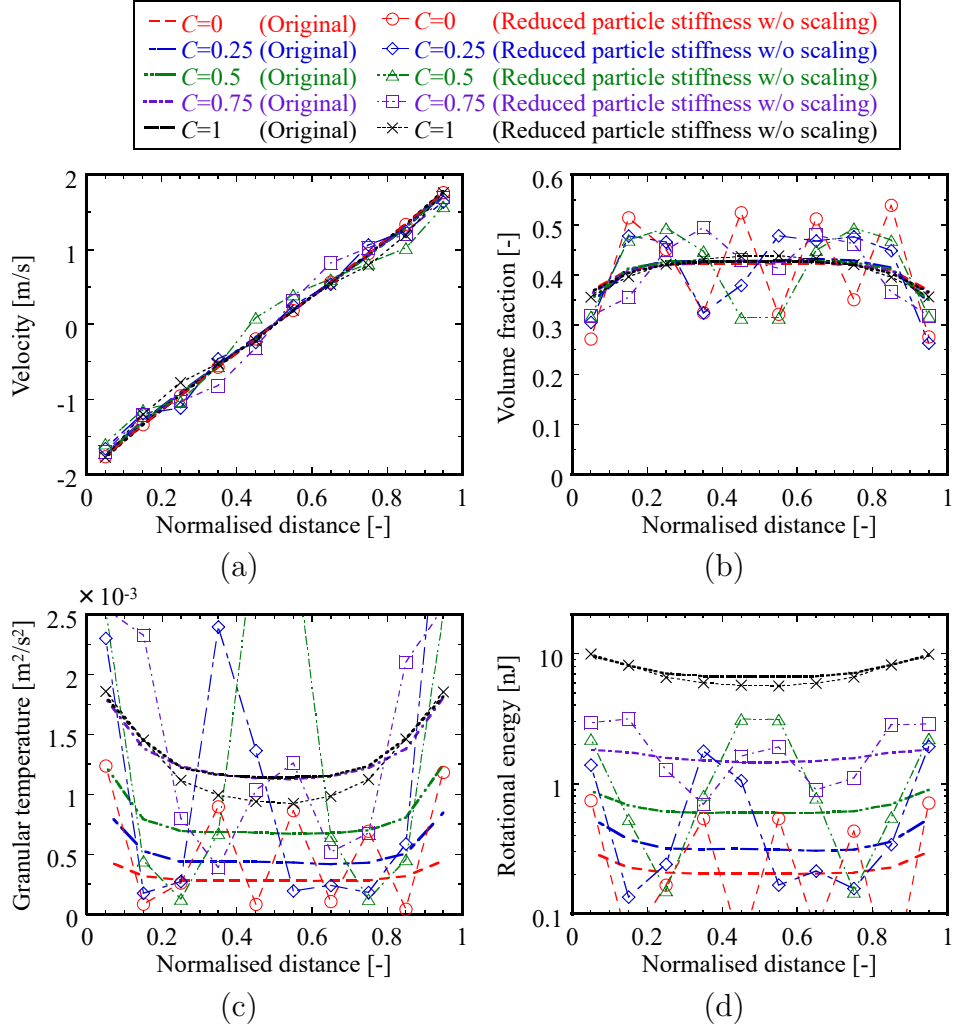 C=0 (Original) C=0 (Reduced particle stiffness w/o scaling)
C=0.25 (Original) C=0.25 (Reduced particle stiffness w/o scaling)
C=0.5 (Original) C=0.5 (Reduced particle stiffness w/o scaling)
C=0.75 (Original) C=0.75 (Reduced particle stiffness w/o scaling)
C=1 (Original) C=1 (Reduced particle stiffness w/o scaling)
Velocity [m/s]
2
1
0
-1
-2
0 0.2 0.4 0.6 0.8 1
Normalised distance [-]
(a)
Volume fraction [-]
0.6
0.5
0.4
0.3
0.2
0.1
0
0 0.2 0.4 0.6 0.8 1
Normalised distance [-]
(b)
Granular temperature [m²/s²]
× 10⁻³
2.5
2
1.5
1
0.5
0
0 0.2 0.4 0.6 0.8 1
Normalised distance [-]
(c)
Rotational energy [nJ]
10
1
0.1
0 0.2 0.4 0.6 0.8 1
Normalised distance [-]
(d)